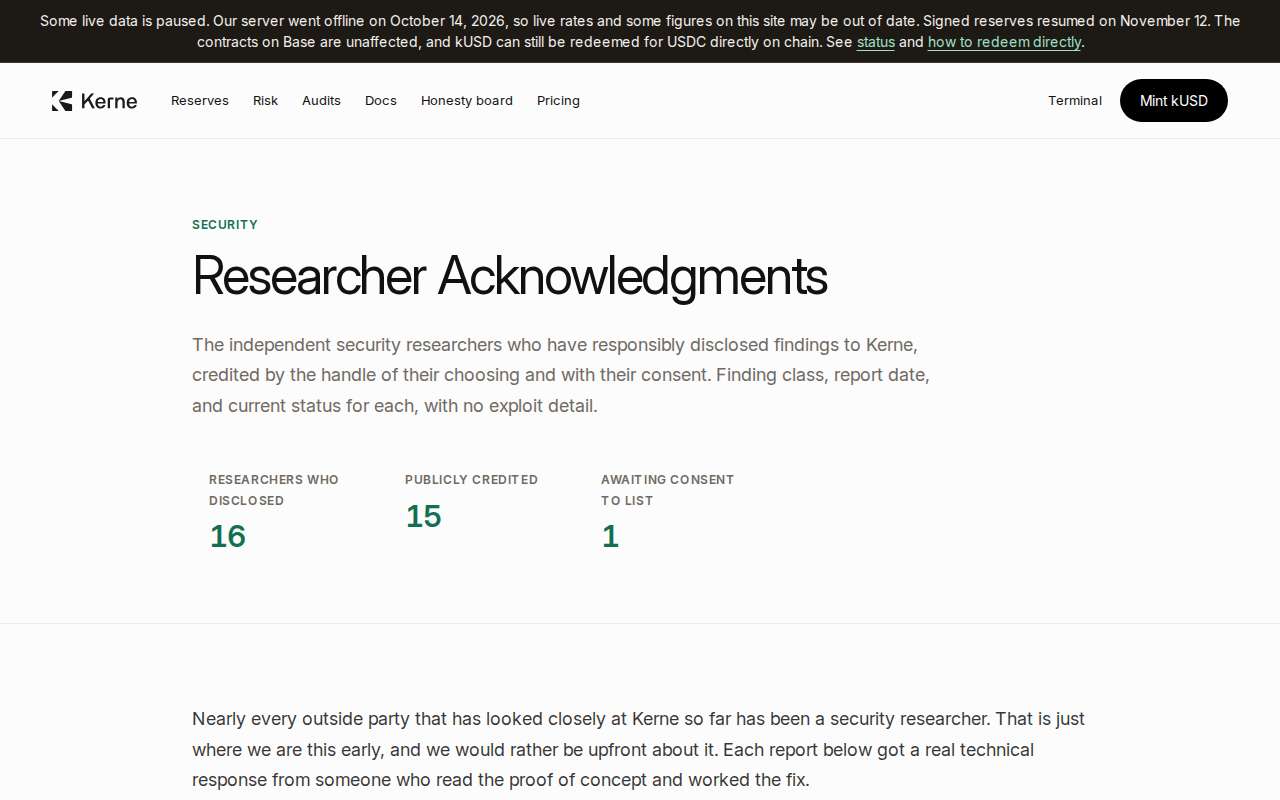 Some live data is paused. Our server went offline on October 14, 2026, so live rates and some figures on this site may be out of date. Signed reserves resumed on November 12. The
contracts on Base are unaffected, and kUSD can still be redeemed for USDC directly on chain. See status and how to redeem directly.
Kerne Reserves Risk Audits Docs Honesty board Pricing Terminal Mint kUSD
SECURITY
Researcher Acknowledgments
The independent security researchers who have responsibly disclosed findings to Kerne,
credited by the handle of their choosing and with their consent. Finding class, report date,
and current status for each, with no exploit detail.
RESEARCHERS WHO
DISCLOSED
16
PUBLICLY CREDITED
15
AWAITING CONSENT
TO LIST
1
Nearly every outside party that has looked closely at Kerne so far has been a security researcher. That is just
where we are this early, and we would rather be upfront about it. Each report below got a real technical
response from someone who read the proof of concept and worked the fix.